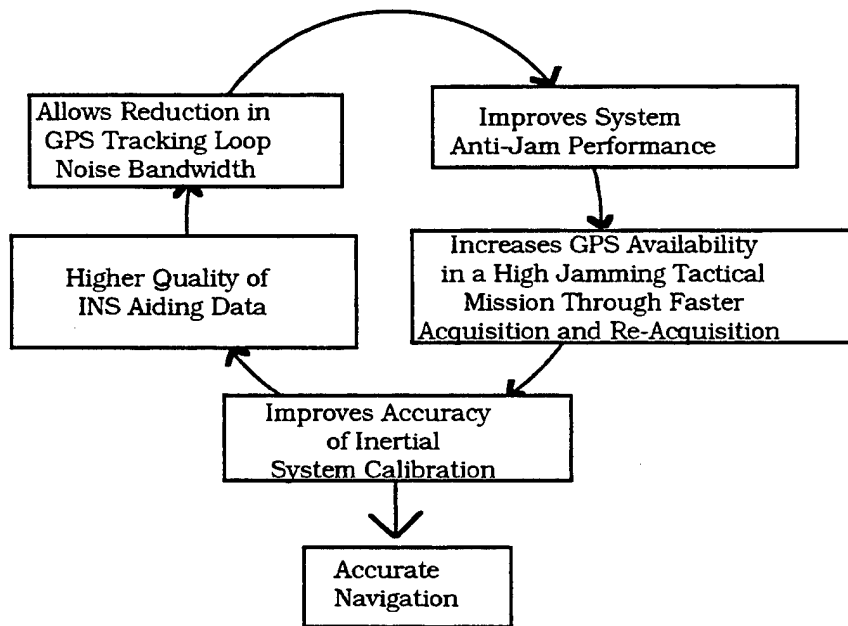 Allows Reduction in
GPS Tracking Loop
Noise Bandwidth
Improves System
Anti-Jam Performance
Higher Quality of
INS Aiding Data
Increases GPS Availability
in a High Jamming Tactical
Mission Through Faster
Acquisition and Re-Acquisition
Improves Accuracy
of Inertial
System Calibration
Accurate
Navigation